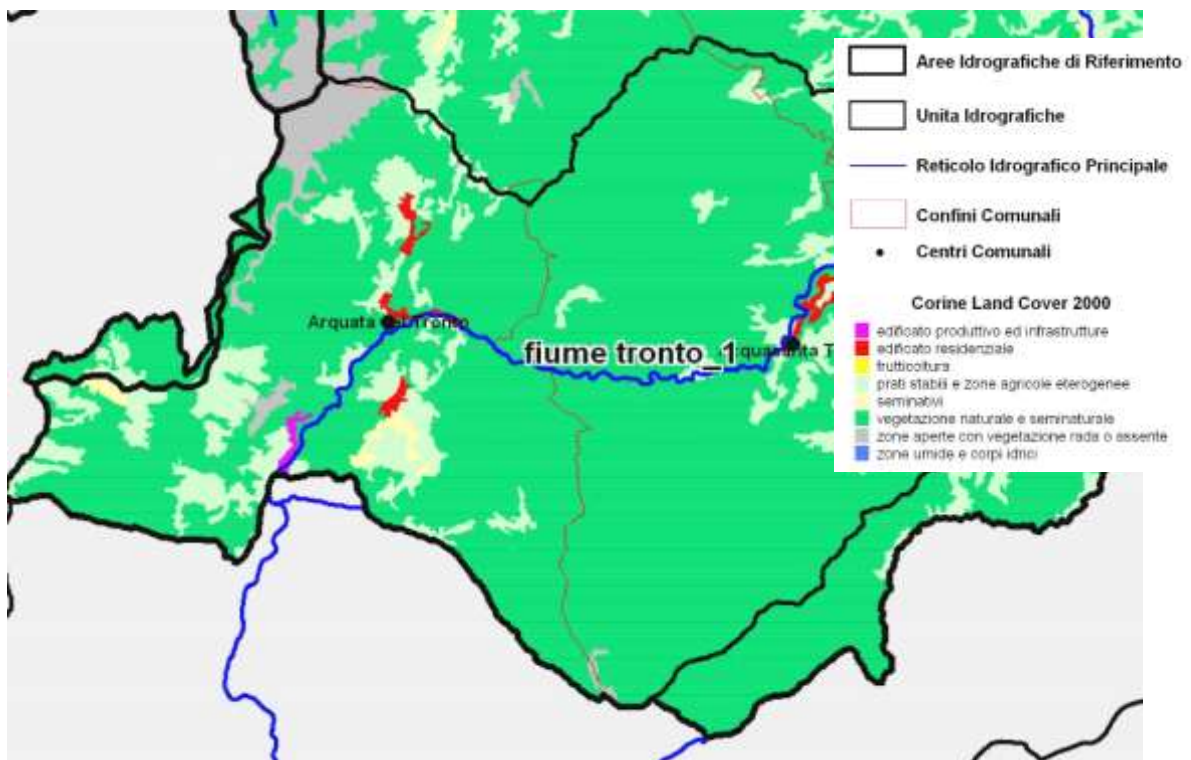 Aree Idrografiche di Riferimento
Unita Idrografiche
Reticolo Idrografico Principale
Confini Comunali
Centri Comunali
Corine Land Cover 2000
edificato produttivo ed infrastrutture
edificato residenziale
frutticoltura
prati stabili e zone agricole eterogenee
seminativi
vegetazione naturale e seminaturale
zone aperte con vegetazione rada o assente
zone umide e corpi idrici
Arquata Tronto
fiume tronto_1
cquasanta T